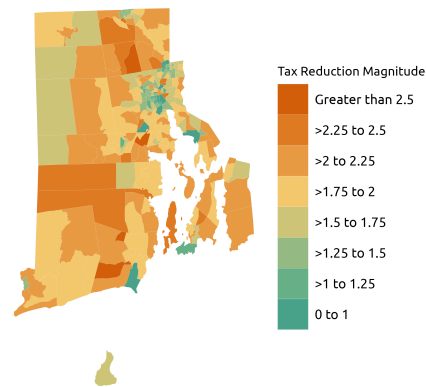 Tax Reduction Magnitude
Greater than 2.5
>2.25 to 2.5
>2 to 2.25
>1.75 to 2
>1.5 to 1.75
>1.25 to 1.5
>1 to 1.25
0 to 1